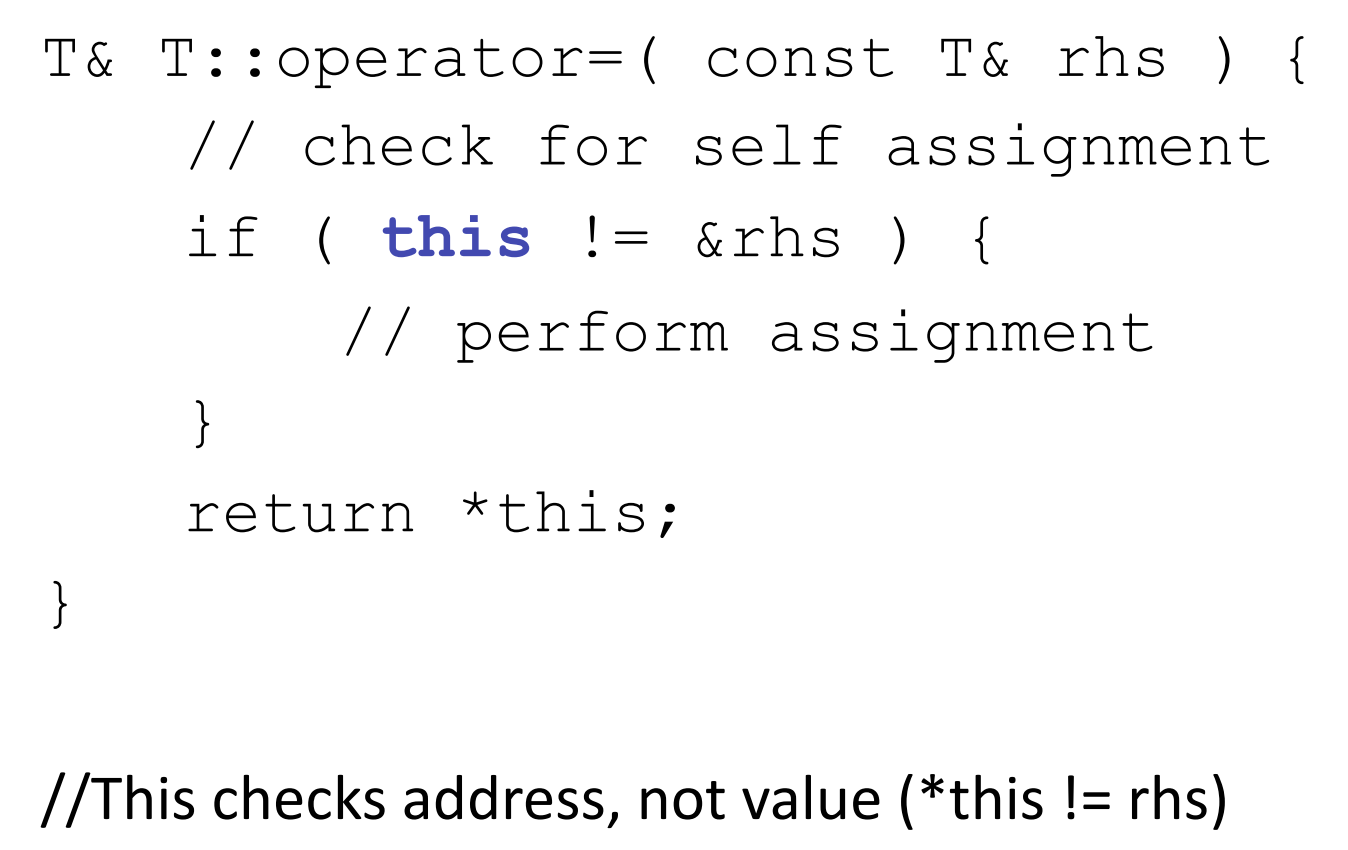 T& T::operator=( const T& rhs ) {
// check for self assignment
if ( this != &rhs ) {
// perform assignment
}
return *this;
}
//This checks address, not value (*this != rhs)